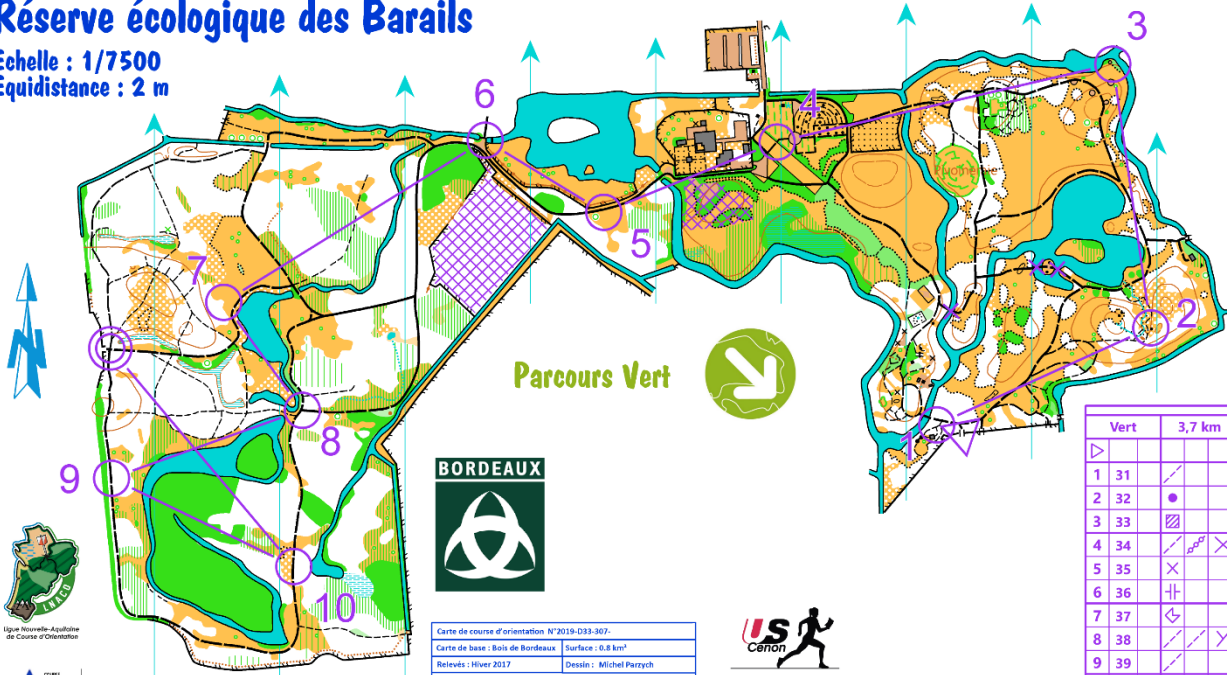 Réserve écologique des Barails
Echelle : 1/7500
Equidistance : 2 m
3
6
4
5
7
2
Parcours Vert
1
8
9
10
BORDEAUX
LNACO
Ligue Nouvelle-Aquitaine
de Course d'Orientation
Carte de course d'orientation N°2019-D33-307-
Carte de base : Bois de Bordeaux Surface : 0.8 km²
Relevés : Hiver 2017 Dessin : Michel Parzych
US
Cenon
Vert 3,7 km
1 31
2 32
3 33
4 34
5 35
6 36
7 37
8 38
9 39